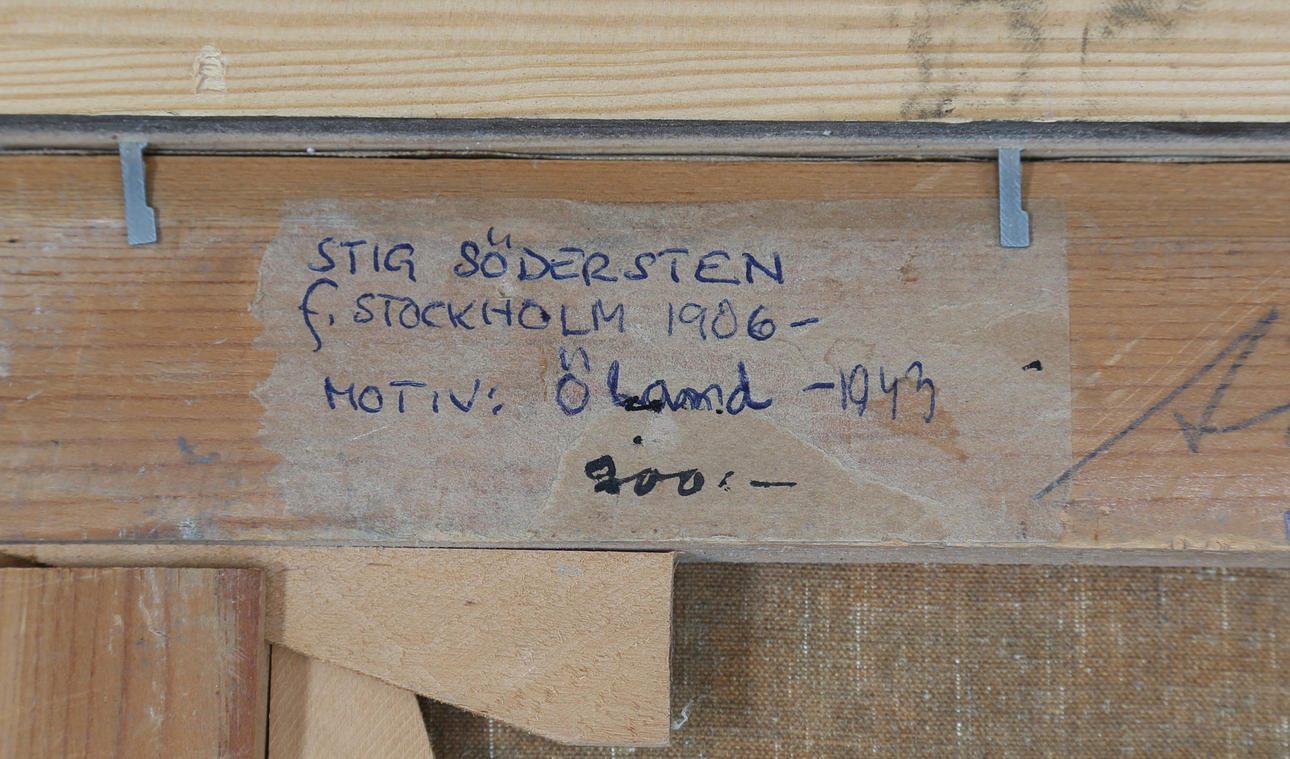 STIG SÖDERSTEN
f. STOCKHOLM 1906-
MOTIV: Öland -1943
200:-